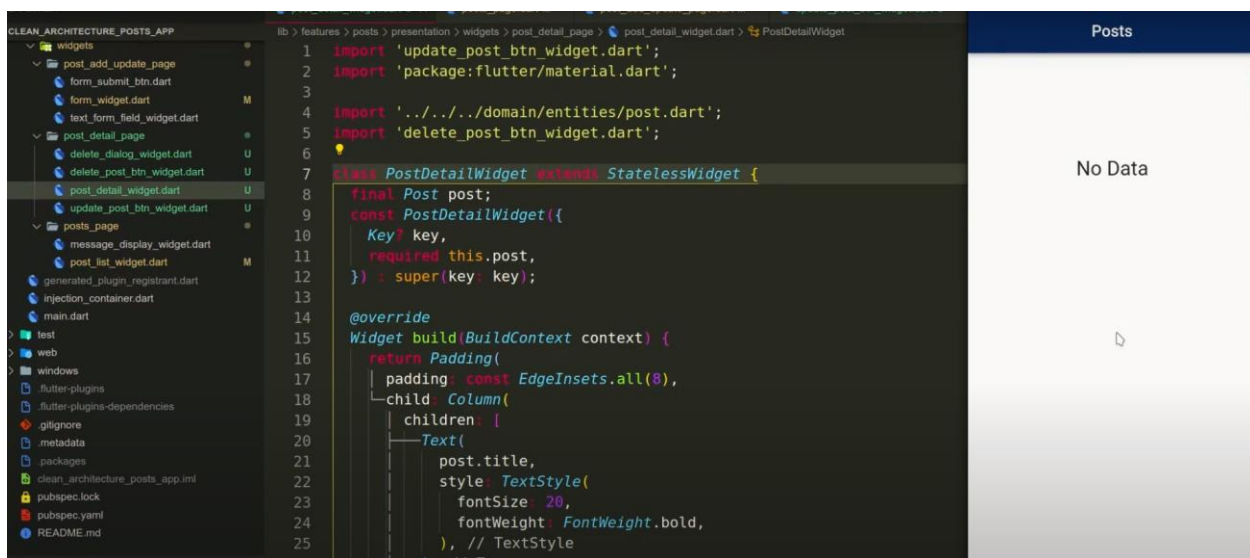 CLEAN_ARCHITECTURE_POSTS_APP
widgets
post_add_update_page
form_submit_btn.dart
form_widget.dart M
text_form_field_widget.dart
post_detail_page
delete_dialog_widget.dart U
delete_post_btn_widget.dart U
post_detail_widget.dart U
update_post_btn_widget.dart U
posts_page
message_display_widget.dart
post_list_widget.dart M
generated_plugin_registrant.dart
injection_container.dart
main.dart
test
web
windows
.flutter-plugins
.flutter-plugins-dependencies
.gitignore
.metadata
.packages
clean_architecture_posts_app.iml
pubspec.lock
pubspec.yaml
README.md
lib > features > posts > presentation > widgets > post_detail_page > post_detail_widget.dart > PostDetailWidget
1 import 'update_post_btn_widget.dart';
2 import 'package:flutter/material.dart';
3
4 import '../../../domain/entities/post.dart';
5 import 'delete_post_btn_widget.dart';
6
7 class PostDetailWidget extends StatelessWidget {
8 final Post post;
9 const PostDetailWidget({
10 Key? key,
11 required this.post,
12 }) : super(key: key);
13
14 @override
15 Widget build(BuildContext context) {
16 return Padding(
17 padding: const EdgeInsets.all(8),
18 child: Column(
19 children: [
20 Text(
21 post.title,
22 style: TextStyle(
23 fontSize: 20,
24 fontWeight: FontWeight.bold,
25 ), // TextStyle
Posts
No Data